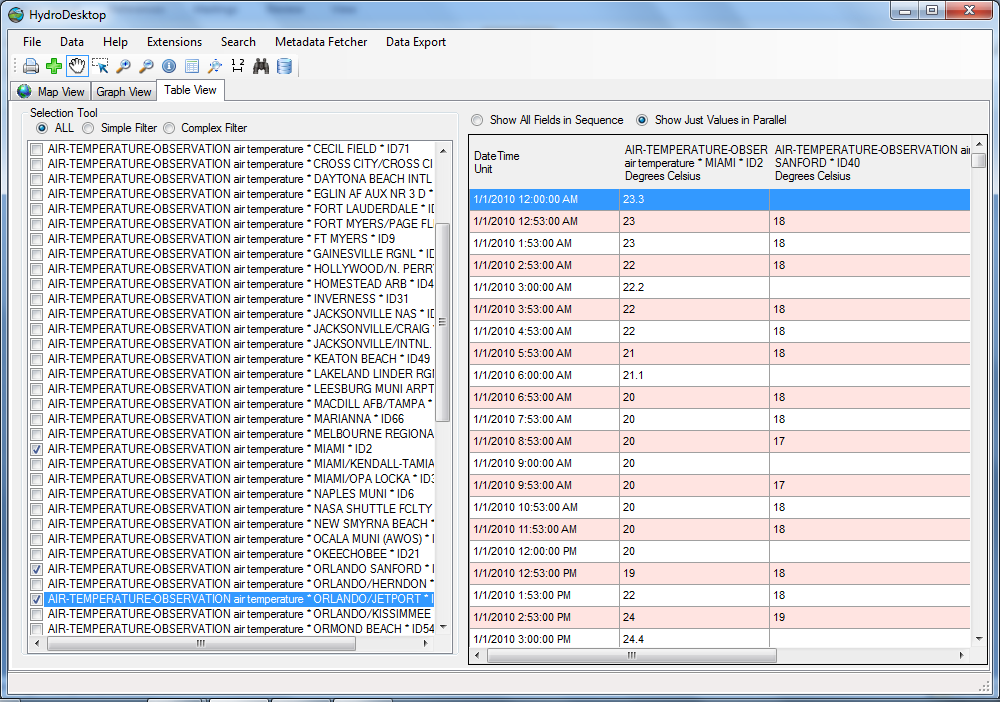 HydroDesktop
File Data Help Extensions Search Metadata Fetcher Data Export
1 2
Map View Graph View Table View
Selection Tool
ALL Simple Filter Complex Filter
AIR-TEMPERATURE-OBSERVATION air temperature * CECIL FIELD * ID71
AIR-TEMPERATURE-OBSERVATION air temperature * CROSS CITY/CROSS CI
AIR-TEMPERATURE-OBSERVATION air temperature * DAYTONA BEACH INTL
AIR-TEMPERATURE-OBSERVATION air temperature * EGLIN AF AUX NR 3 D *
AIR-TEMPERATURE-OBSERVATION air temperature * FORT LAUDERDALE * ID
AIR-TEMPERATURE-OBSERVATION air temperature * FORT MYERS/PAGE FL
AIR-TEMPERATURE-OBSERVATION air temperature * FT MYERS * ID9
AIR-TEMPERATURE-OBSERVATION air temperature * GAINESVILLE RGNL * ID
AIR-TEMPERATURE-OBSERVATION air temperature * HOLLYWOOD/N. PERRY
AIR-TEMPERATURE-OBSERVATION air temperature * HOMESTEAD ARB * ID4
AIR-TEMPERATURE-OBSERVATION air temperature * INVERNESS * ID31
AIR-TEMPERATURE-OBSERVATION air temperature * JACKSONVILLE NAS * ID
AIR-TEMPERATURE-OBSERVATION air temperature * JACKSONVILLE/CRAIG *
AIR-TEMPERATURE-OBSERVATION air temperature * JACKSONVILLE/INTNL.
AIR-TEMPERATURE-OBSERVATION air temperature * KEATON BEACH * ID49
AIR-TEMPERATURE-OBSERVATION air temperature * LAKELAND LINDER RGI
AIR-TEMPERATURE-OBSERVATION air temperature * LEESBURG MUNI ARPT
AIR-TEMPERATURE-OBSERVATION air temperature * MACDILL AFB/TAMPA *
AIR-TEMPERATURE-OBSERVATION air temperature * MARIANNA * ID66
AIR-TEMPERATURE-OBSERVATION air temperature * MELBOURNE REGIONA
AIR-TEMPERATURE-OBSERVATION air temperature * MIAMI * ID2
AIR-TEMPERATURE-OBSERVATION air temperature * MIAMI/KENDALL-TAMIA
AIR-TEMPERATURE-OBSERVATION air temperature * MIAMI/OPA LOCKA * ID3
AIR-TEMPERATURE-OBSERVATION air temperature * NAPLES MUNI * ID6
AIR-TEMPERATURE-OBSERVATION air temperature * NASA SHUTTLE FCLTY
AIR-TEMPERATURE-OBSERVATION air temperature * NEW SMYRNA BEACH *
AIR-TEMPERATURE-OBSERVATION air temperature * OCALA MUNI (AWOS) * I
AIR-TEMPERATURE-OBSERVATION air temperature * OKEECHOBEE * ID21
AIR-TEMPERATURE-OBSERVATION air temperature * ORLANDO SANFORD * ID
AIR-TEMPERATURE-OBSERVATION air temperature * ORLANDO/HERNDON *
AIR-TEMPERATURE-OBSERVATION air temperature * ORLANDO/JETPORT * I
AIR-TEMPERATURE-OBSERVATION air temperature * ORLANDO/KISSIMMEE
AIR-TEMPERATURE-OBSERVATION air temperature * ORMOND BEACH * ID54
Show All Fields in Sequence Show Just Values in Parallel
AIR-TEMPERATURE-OBSER AIR-TEMPERATURE-OBSERVATION air
DateTime air temperature * MIAMI * ID2 SANFORD * ID40
Unit Degrees Celsius Degrees Celsius
1/1/2010 12:00:00 AM 23.3
1/1/2010 12:53:00 AM 23 18
1/1/2010 1:53:00 AM 23 18
1/1/2010 2:53:00 AM 22 18
1/1/2010 3:00:00 AM 22.2
1/1/2010 3:53:00 AM 22 18
1/1/2010 4:53:00 AM 22 18
1/1/2010 5:53:00 AM 21 18
1/1/2010 6:00:00 AM 21.1
1/1/2010 6:53:00 AM 20 18
1/1/2010 7:53:00 AM 20 18
1/1/2010 8:53:00 AM 20 17
1/1/2010 9:00:00 AM 20
1/1/2010 9:53:00 AM 20 17
1/1/2010 10:53:00 AM 20 18
1/1/2010 11:53:00 AM 20 18
1/1/2010 12:00:00 PM 20
1/1/2010 12:53:00 PM 19 18
1/1/2010 1:53:00 PM 22 18
1/1/2010 2:53:00 PM 24 19
1/1/2010 3:00:00 PM 24.4